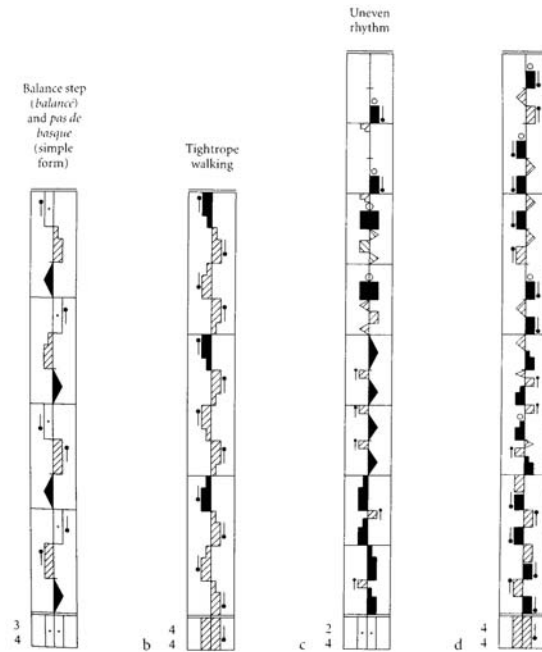 Uneven
rhythm
Balance step
(balancé)
and pas de
basque
(simple
form)
Tightrope
walking
3
4
b
4
4
c
2
4
d
4
4